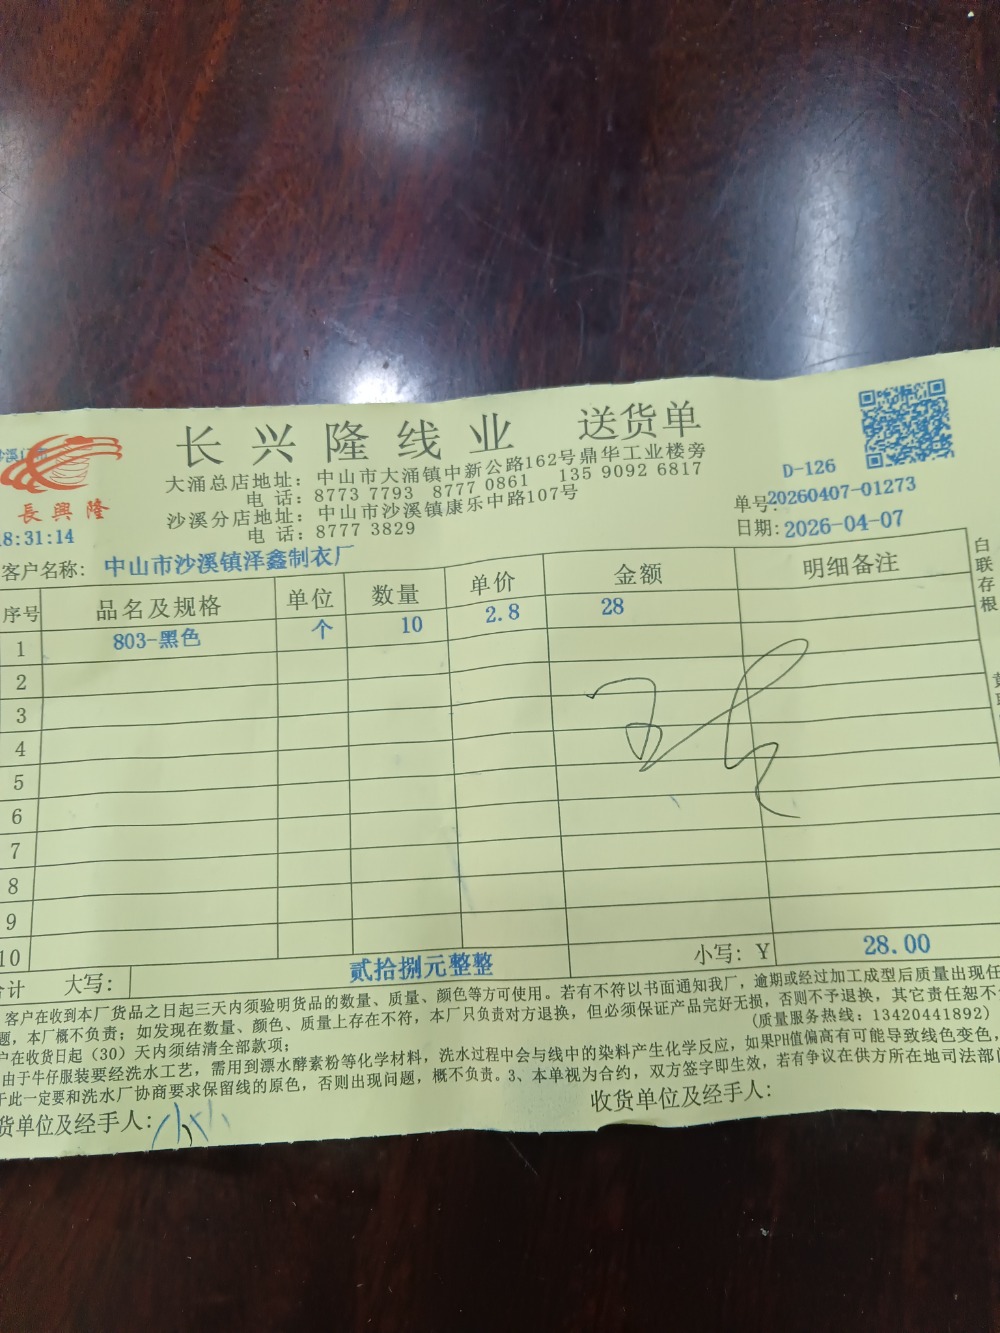 长兴隆线业 送货单
大涌总店地址：中山市大涌镇中新公路162号鼎华工业楼旁
电 话：8773 7793 8777 0861 135 9092 6817
沙溪分店地址：中山市沙溪镇康乐中路107号
电 话：8777 3829
長興隆
8:31:14
D-126
单号:20260407-01273
日期: 2026-04-07
客户名称: 中山市沙溪镇泽鑫制衣厂
序号 品名及规格 单位 数量 单价 金额 明细备注
1 803-黑色 个 10 2.8 28
2
3
4
5
6
7
8
9
10
合计 大写: 贰拾捌元整整 小写: Y 28.00
白联存根
客户在收到本厂货品之日起三天内须验明货品的数量、质量、颜色等方可使用。若有不符以书面通知我厂，逾期或经过加工成型后质量出现任
题，本厂概不负责；如发现在数量、颜色、质量上存在不符，本厂只负责对方退换，但必须保证产品完好无损，否则不予退换，其它责任恕不
(质量服务热线: 13420441892)
户在收货日起（30）天内须结清全部款项；
由于牛仔服装要经洗水工艺，需用到漂水酵素粉等化学材料，洗水过程中会与线中的染料产生化学反应，如果PH值偏高有可能导致线色变色，
于此一定要和洗水厂协商要求保留线的原色，否则出现问题，概不负责。3、本单视为合约，双方签字即生效，若有争议在供方所在地司法部
货单位及经手人: 收货单位及经手人: